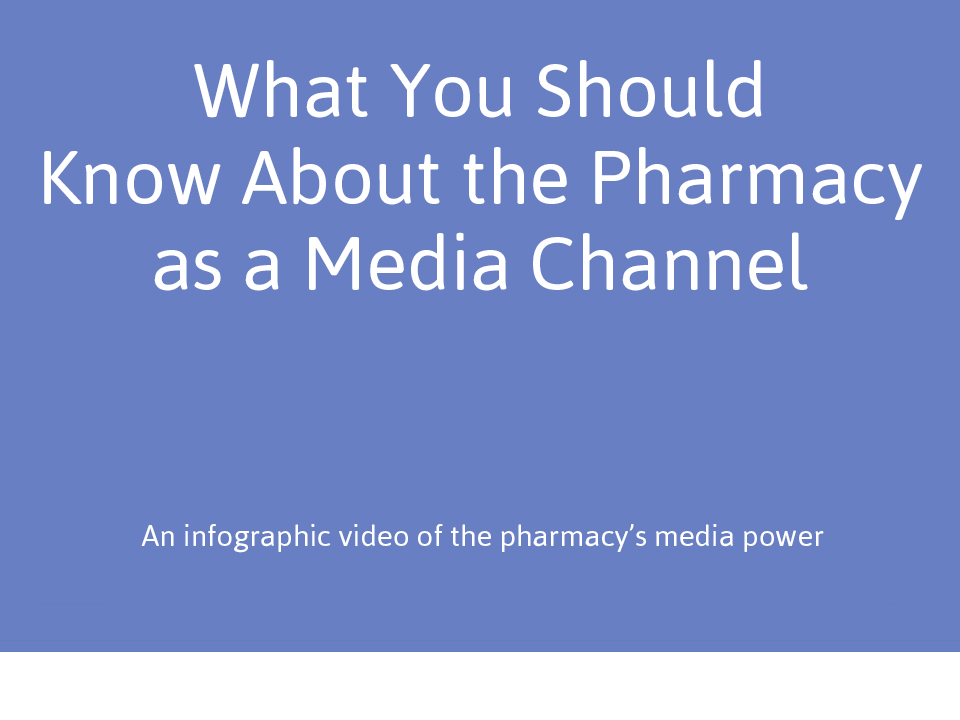 What You Should
Know About the Pharmacy
as a Media Channel
An infographic video of the pharmacy’s media power